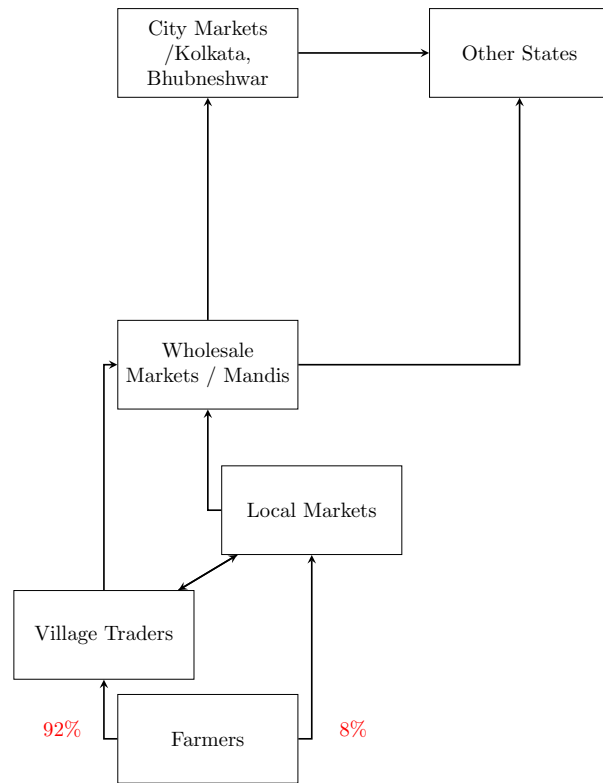 City Markets
/Kolkata,
Bhubneshwar
Other States
Wholesale
Markets / Mandis
Local Markets
Village Traders
92%
Farmers
8%